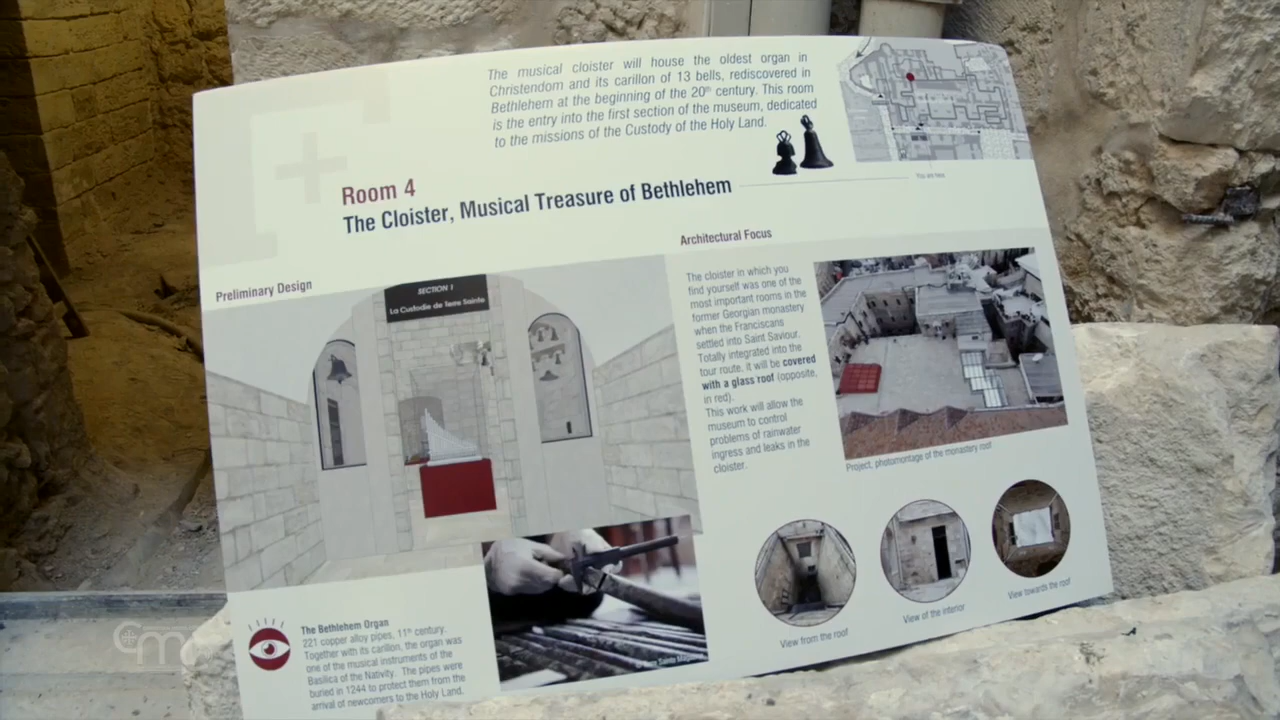 The musical cloister will house the oldest organ in
Christendom and its carillon of 13 bells, rediscovered in
Bethlehem at the beginning of the 20th century. This room
is the entry into the first section of the museum, dedicated
to the missions of the Custody of the Holy Land.
You are here
Room 4
The Cloister, Musical Treasure of Bethlehem
Preliminary Design
SECTION 1
La Custodie de Terre Sainte
Architectural Focus
The cloister in which you
find yourself was one of the
most important rooms in the
former Georgian monastery
when the Franciscans
settled into Saint Saviour.
Totally integrated into the
tour route, it will be covered
with a glass roof (opposite,
in red).
This work will allow the
museum to control
problems of rainwater
ingress and leaks in the
cloister.
Project, photomontage of the monastery roof
View from the roof
View of the interior
View towards the roof
The Bethlehem Organ
221 copper alloy pipes, 11th century.
Together with its carillon, the organ was
one of the musical instruments of the
Basilica of the Nativity. The pipes were
buried in 1244 to protect them from the
arrival of newcomers to the Holy Land.
cmc